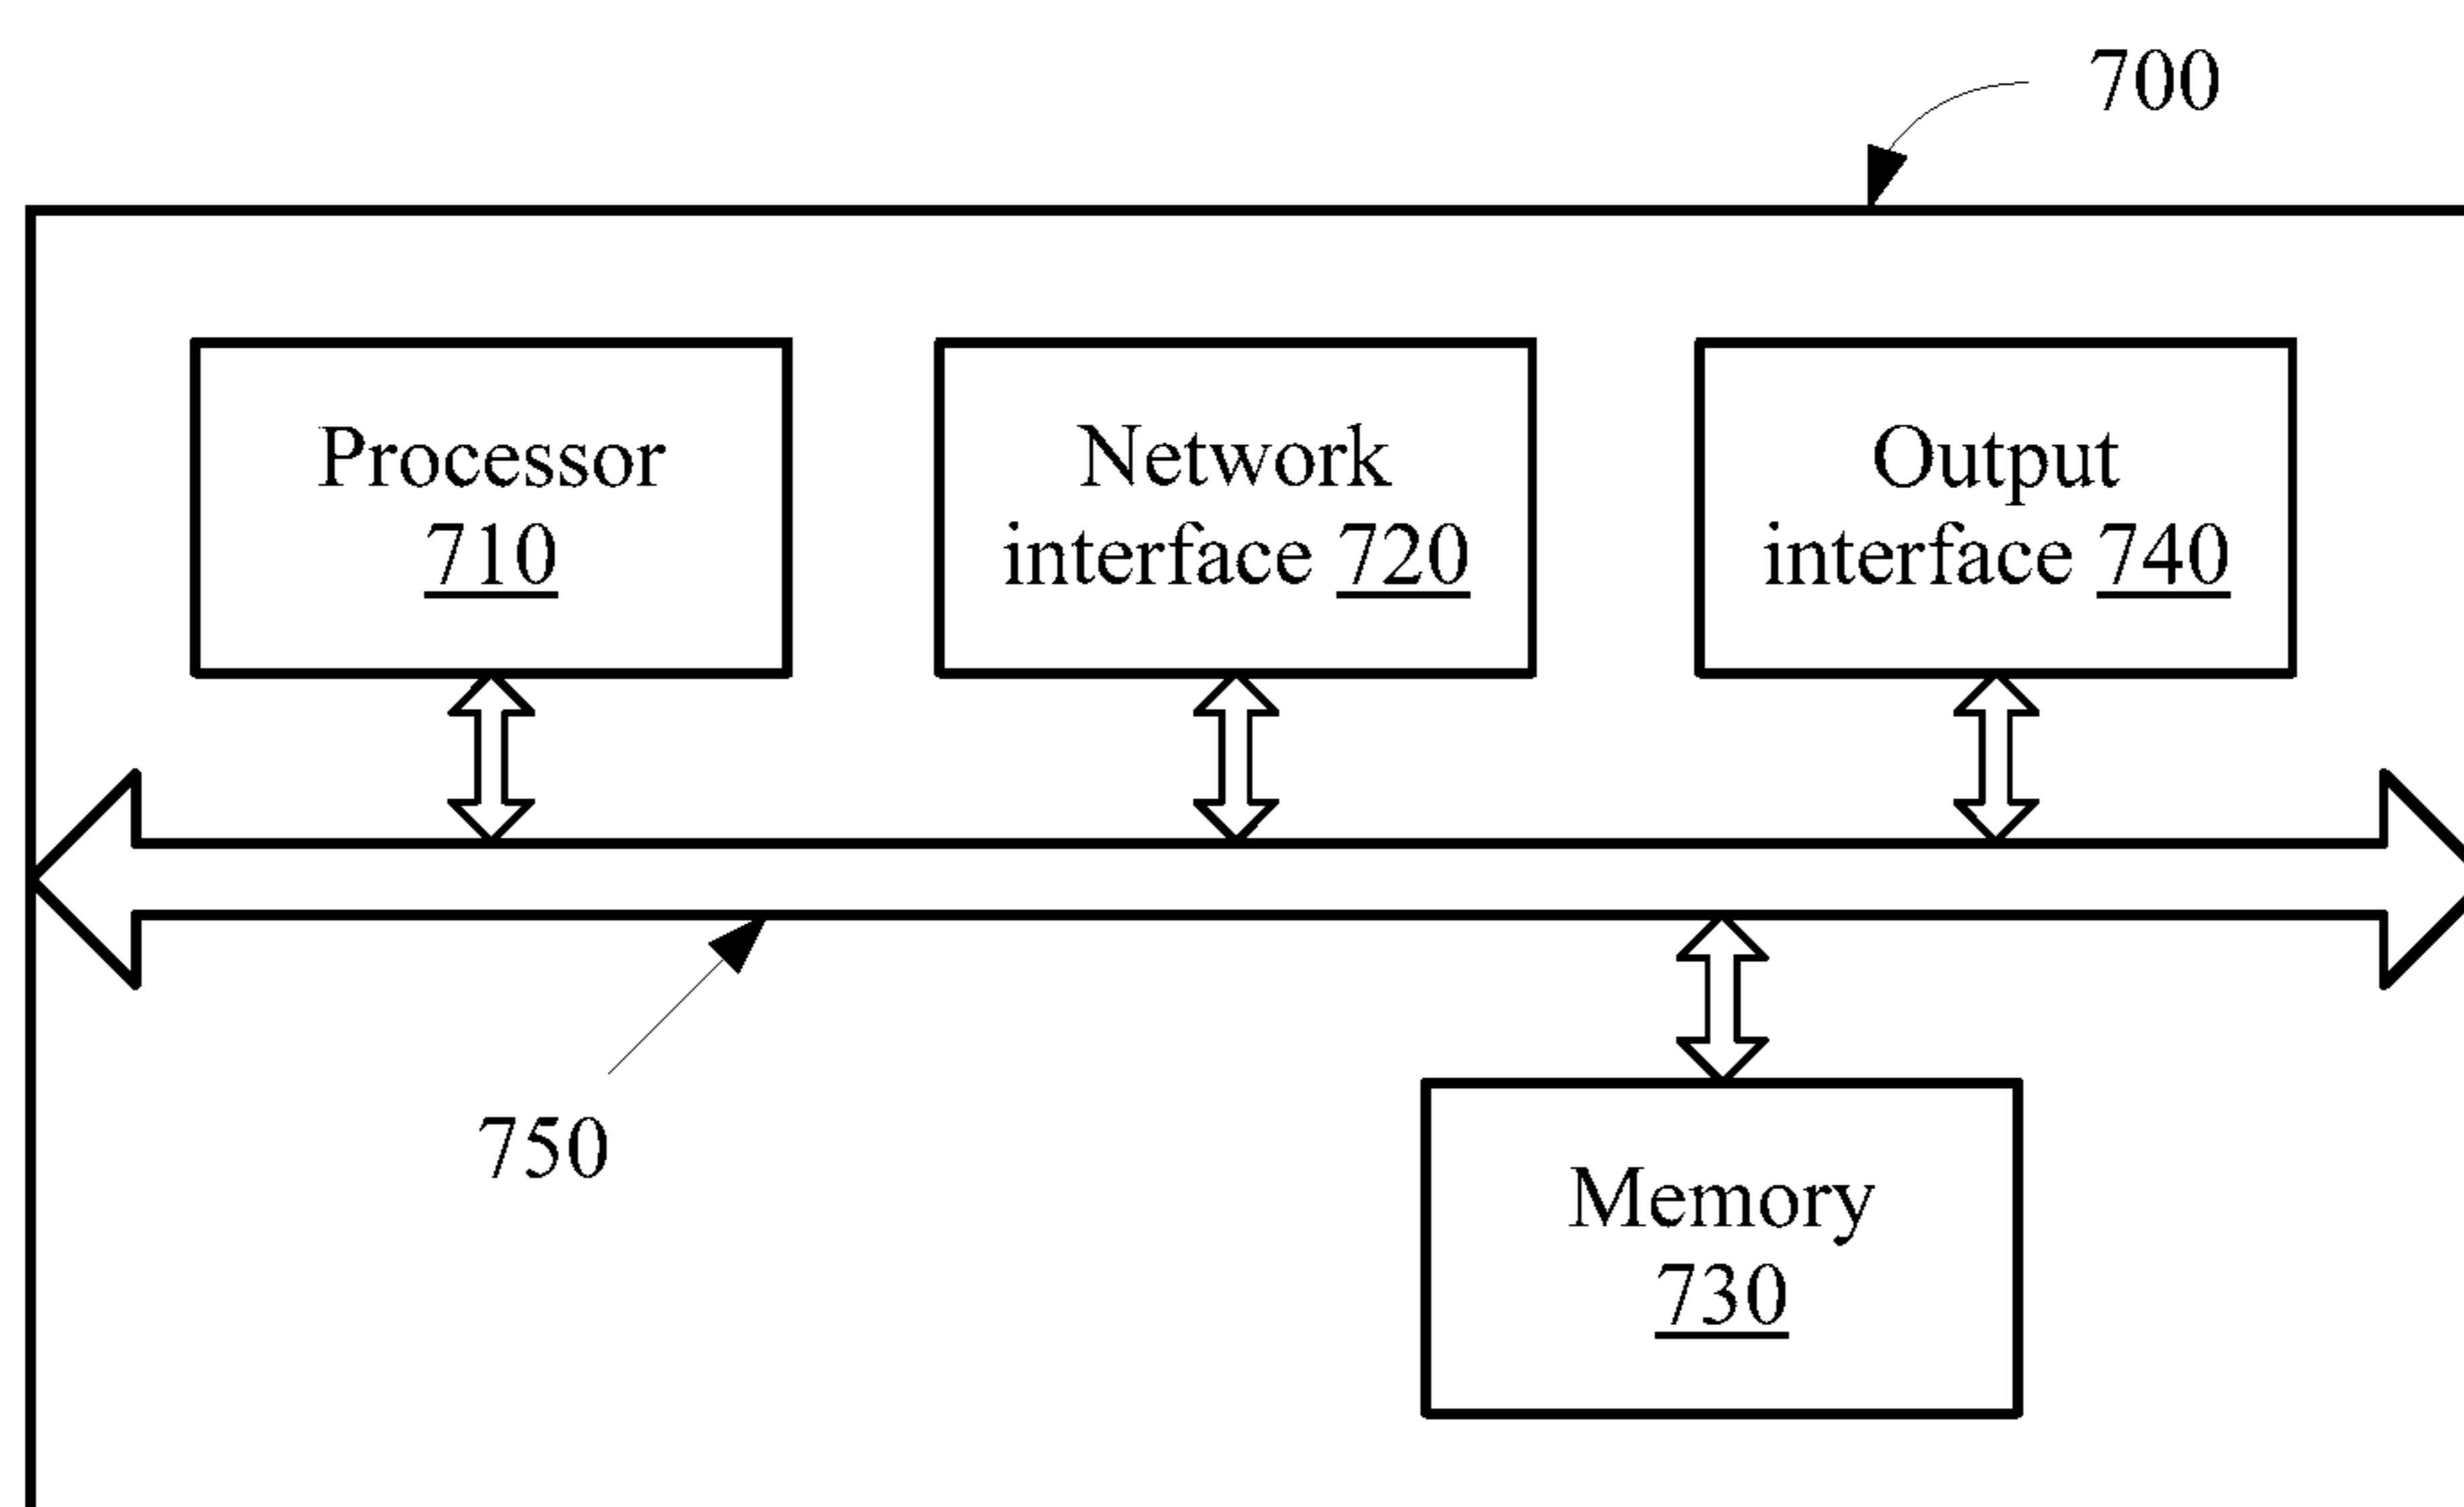 700
Processor
710
Network
interface 720
Output
interface 740
750
Memory
730